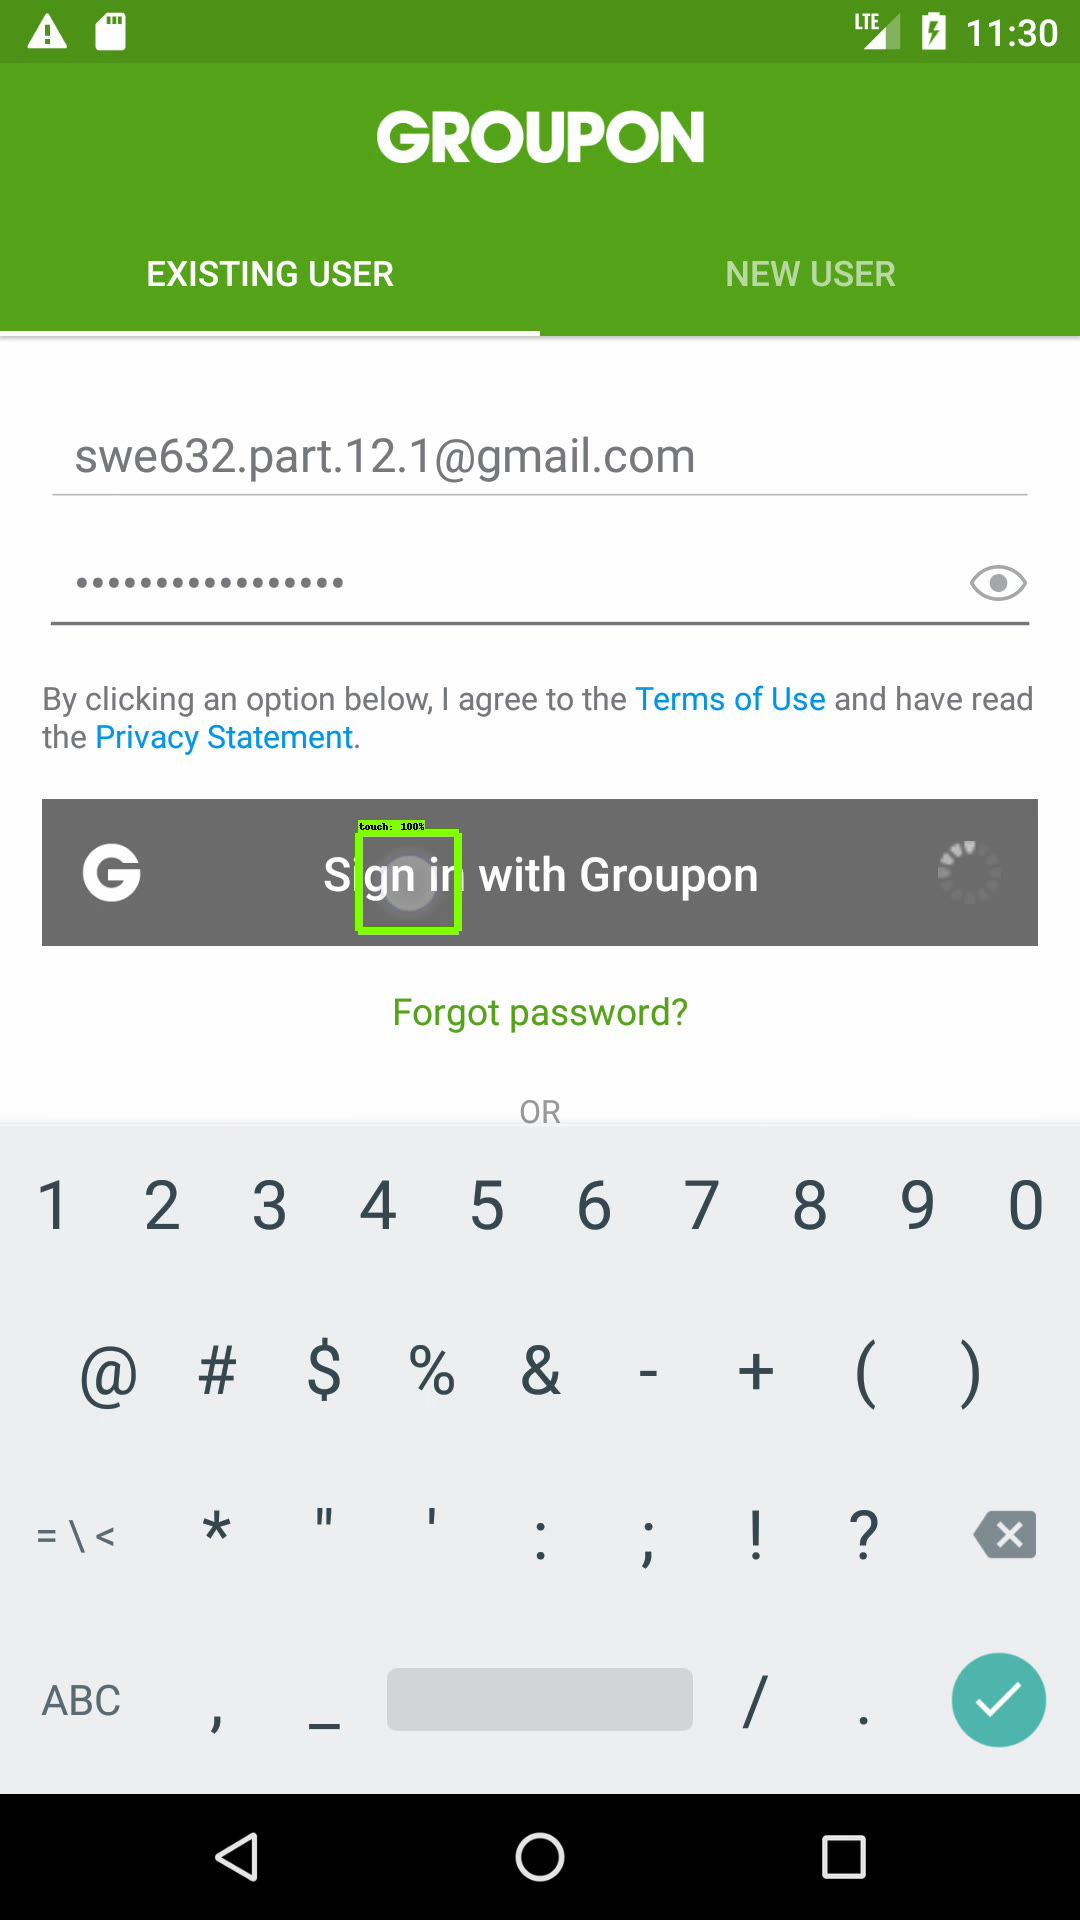 LTE 11:30
GROUPON
EXISTING USER NEW USER
swe632.part.12.1@gmail.com
•••••••••••••••••
By clicking an option below, I agree to the Terms of Use and have read
the Privacy Statement.
touch: 100%
G Sign in with Groupon
Forgot password?
OR
1 2 3 4 5 6 7 8 9 0
@ # $ % & - + ( )
= \ < * " ' : ; ! ?
ABC , _ / .